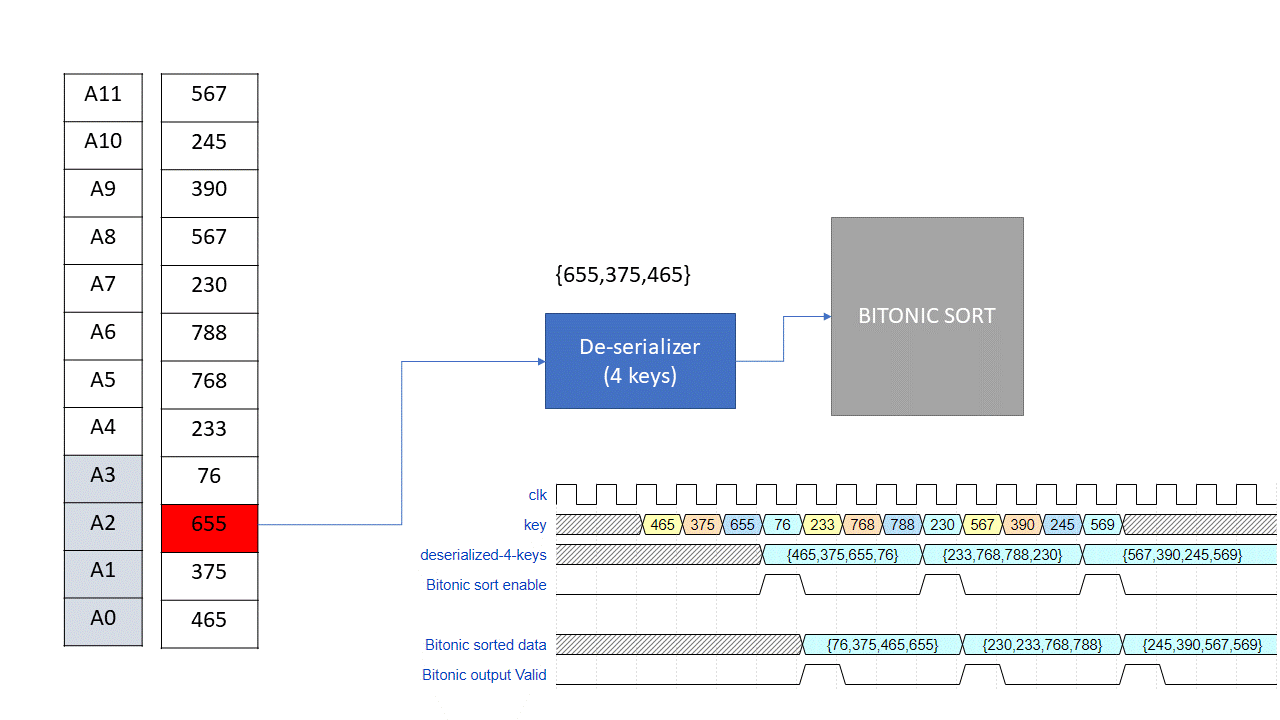 A11 567
A10 245
A9 390
A8 567
A7 230
A6 788
A5 768
A4 233
A3 76
A2 655
A1 375
A0 465
{655,375,465}
De-serializer
(4 keys)
BITONIC SORT
clk
key 465 375 655 76 233 768 788 230 567 390 245 569
deserialized-4-keys {465,375,655,76} {233,768,788,230} {567,390,245,569}
Bitonic sort enable
Bitonic sorted data {76,375,465,655} {230,233,768,788} {245,390,567,569}
Bitonic output Valid